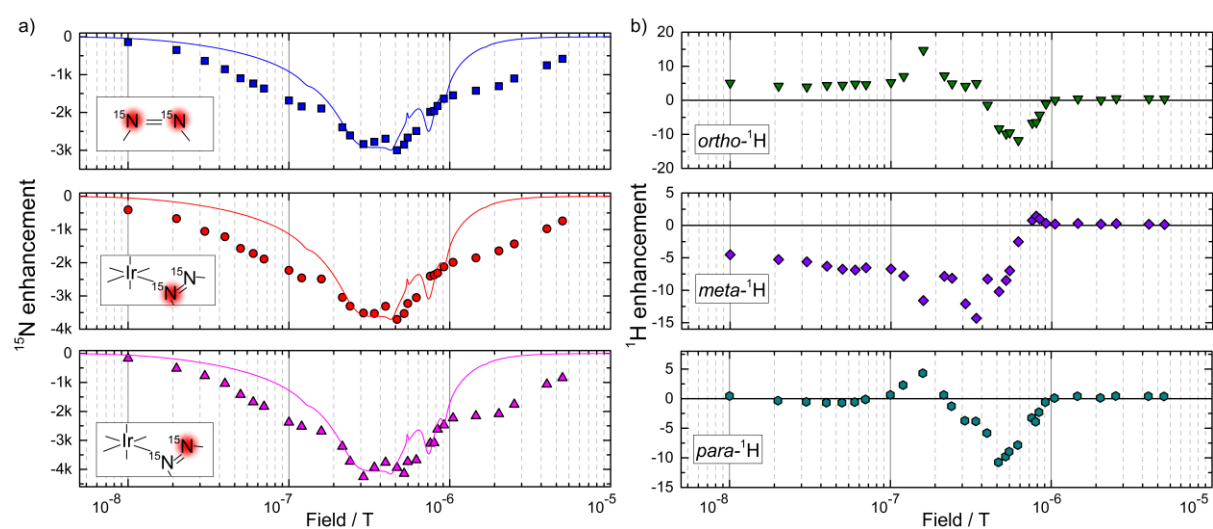 a)
0
-1k
-2k
-3k
15N 15N
0
-1k
-2k
-3k
-4k
Ir 15N N
15N enhancement
0
-1k
-2k
-3k
-4k
Ir 15N N
15N
10-8 10-7 10-6 10-5
Field / T
b)
20
10
0
-10
20
ortho-1H
5
0
-5
-10
-15
meta-1H
1H enhancement
5
0
-5
-10
-15
para-1H
10-8 10-7 10-6 10-5
Field / T